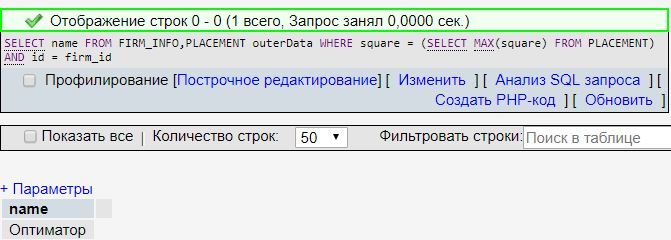 Отображение строк 0 - 0 (1 всего, Запрос занял 0,0000 сек.)
SELECT name FROM FIRM_INFO,PLACEMENT outerData WHERE square = (SELECT MAX(square) FROM PLACEMENT)
AND id = firm_id
Профилирование [Построчное редактирование] [ Изменить ] [ Анализ SQL запроса ] [
Создать PHP-код ] [ Обновить ]
Показать все | Количество строк: 50 Фильтровать строки: Поиск в таблице
+ Параметры
name
Оптиматор